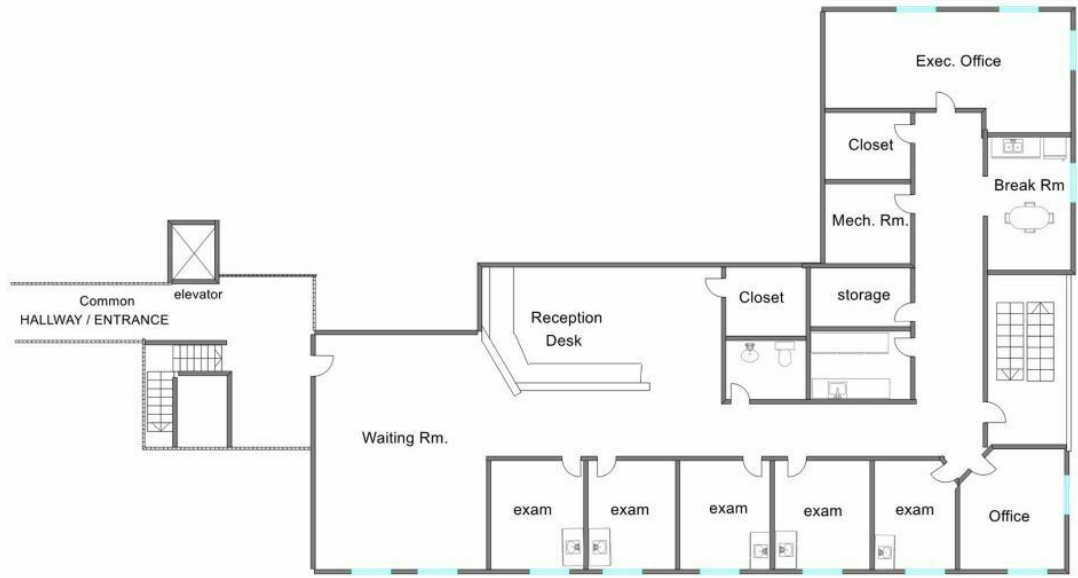 Exec. Office
Closet
Break Rm
Mech. Rm.
elevator
Common
HALLWAY / ENTRANCE
Closet
storage
Reception
Desk
Waiting Rm.
exam
exam
exam
exam
exam
Office